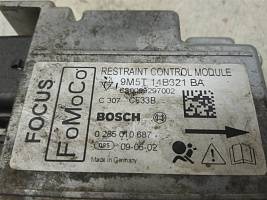 FOCUS
FoMoCo
RESTRAINT CONTROL MODULE
9M5T 14B321 BA
C 307 C533B
BOSCH
0 285 010 687
09-06-02
Made in Germany